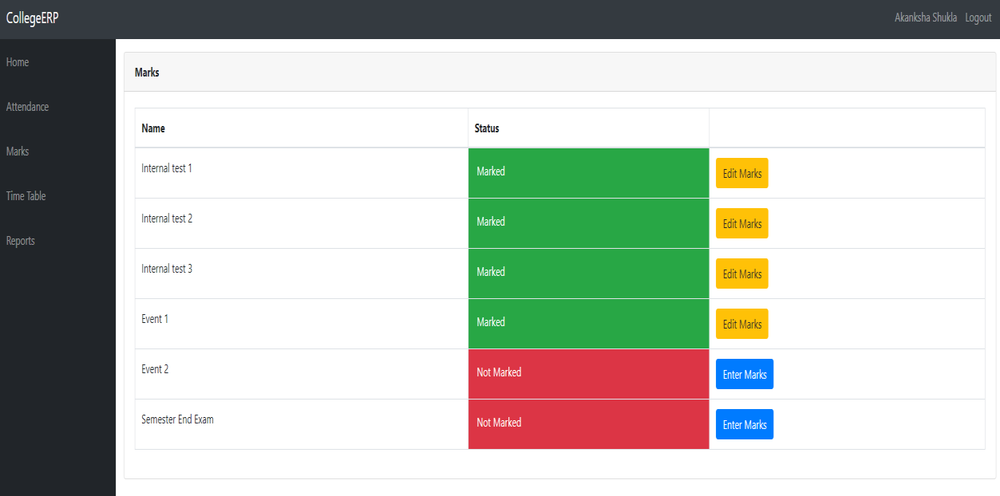 CollegeERP
Akanksha Shukla Logout
Home
Attendance
Marks
Time Table
Reports
Marks
Name Status
Internal test 1 Marked Edit Marks
Internal test 2 Marked Edit Marks
Internal test 3 Marked Edit Marks
Event 1 Marked Edit Marks
Event 2 Not Marked Enter Marks
Semester End Exam Not Marked Enter Marks